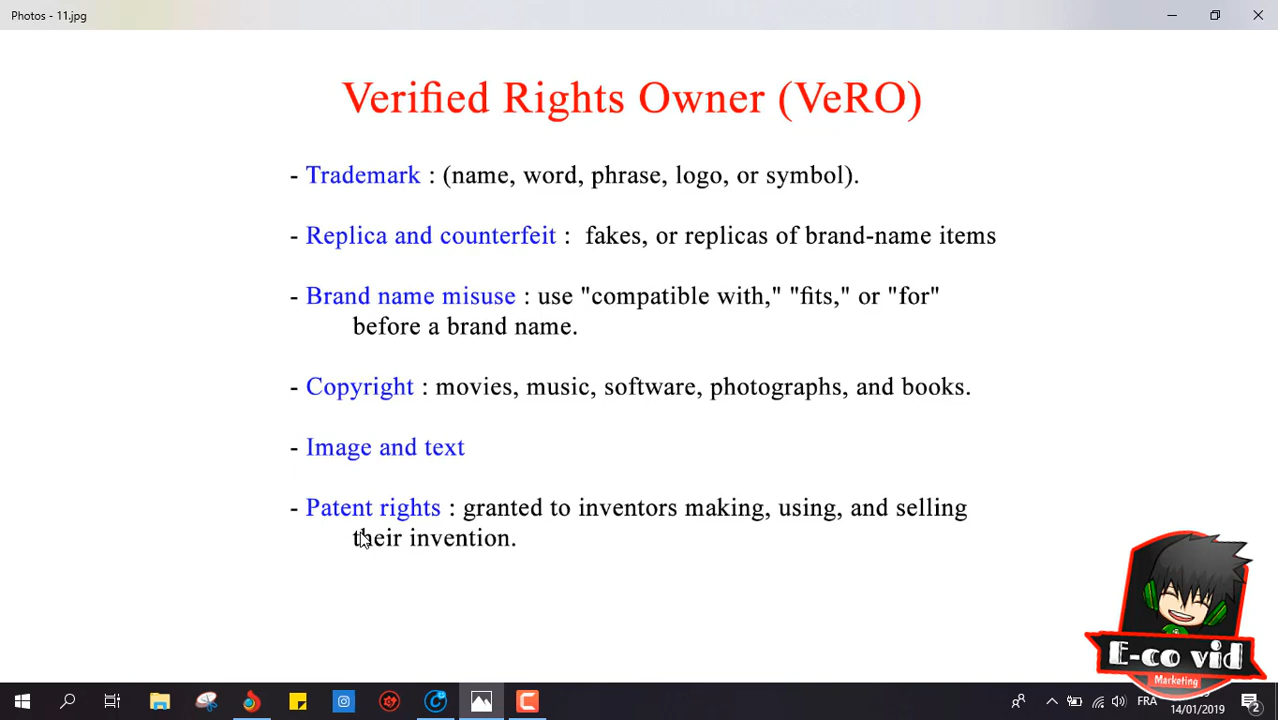 Photos - 11.jpg
Verified Rights Owner (VeRO)
- Trademark : (name, word, phrase, logo, or symbol).
- Replica and counterfeit : fakes, or replicas of brand-name items
- Brand name misuse : use "compatible with," "fits," or "for"
before a brand name.
- Copyright : movies, music, software, photographs, and books.
- Image and text
- Patent rights : granted to inventors making, using, and selling
their invention.
E-co vid
Marketing
FRA
14/01/2019
2